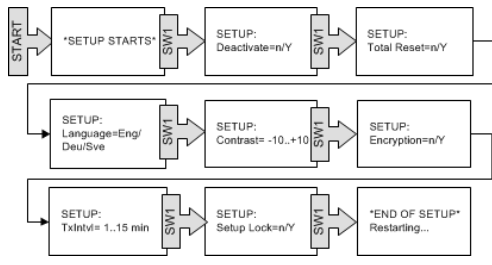 START
*SETUP STARTS*
SW1
SETUP:
Deactivate=n/Y
SW1
SETUP:
Total Reset=n/Y
SETUP:
Language=Eng/
Deu/Sve
SW1
SETUP:
Contrast= -10..+10
SW1
SETUP:
Encryption=n/Y
SETUP:
TxIntvl= 1..15 min
SW1
SETUP:
Setup Lock=n/Y
SW1
*END OF SETUP*
Restarting...